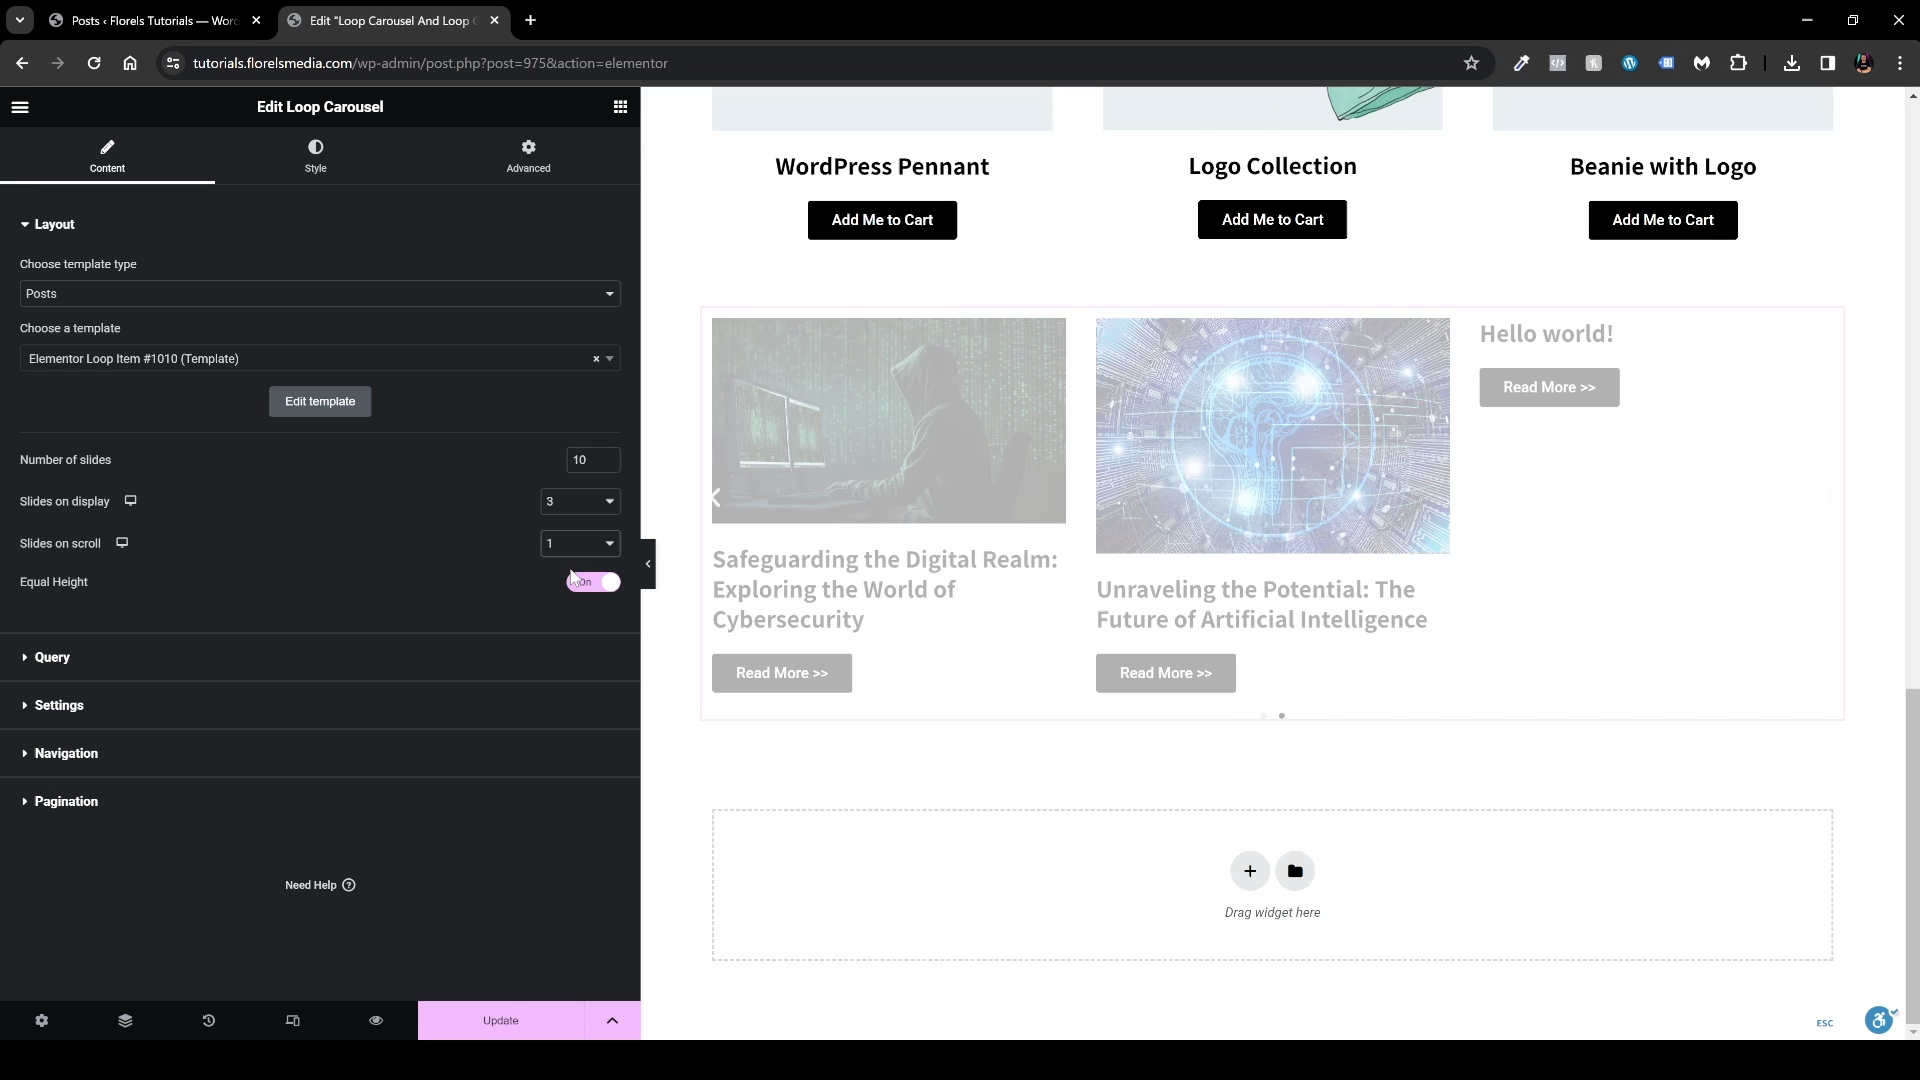 Posts ‹ Florels Tutorials — Wor
Edit "Loop Carousel And Loop
tutorials.florelsmedia.com/wp-admin/post.php?post=975&action=elementor
Edit Loop Carousel
Content
Style
Advanced
Layout
Choose template type
Posts
Choose a template
Elementor Loop Item #1010 (Template)
Edit template
Number of slides
10
Slides on display
3
Slides on scroll
1
Equal Height
On
Query
Settings
Navigation
Pagination
Need Help
Update
WordPress Pennant
Logo Collection
Beanie with Logo
Add Me to Cart
Add Me to Cart
Add Me to Cart
Safeguarding the Digital Realm:
Exploring the World of
Cybersecurity
Read More >>
Unraveling the Potential: The
Future of Artificial Intelligence
Read More >>
Hello world!
Read More >>
Drag widget here
ESC